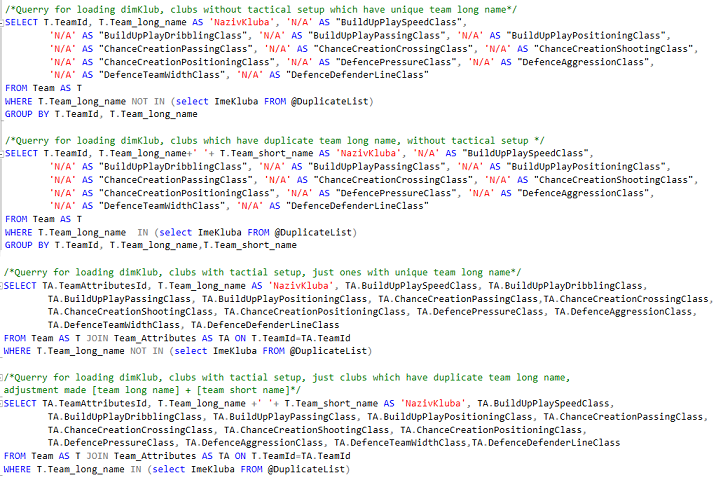 /*Querry for loading dimKlub, clubs without tactical setup which have unique team long name*/
SELECT T.TeamId, T.Team_long_name AS 'NazivKluba', 'N/A' AS "BuildUpPlaySpeedClass",
'N/A' AS "BuildUpPlayDribblingClass", 'N/A' AS "BuildUpPlayPassingClass", 'N/A' AS "BuildUpPlayPositioningClass",
'N/A' AS "ChanceCreationPassingClass", 'N/A' AS "ChanceCreationCrossingClass", 'N/A' AS "ChanceCreationShootingClass",
'N/A' AS "ChanceCreationPositioningClass", 'N/A' AS "DefencePressureClass", 'N/A' AS "DefenceAggressionClass",
'N/A' AS "DefenceTeamWidthClass", 'N/A' AS "DefenceDefenderLineClass"
FROM Team AS T
WHERE T.Team_long_name NOT IN (select ImeKluba FROM @DuplicateList)
GROUP BY T.TeamId, T.Team_long_name
/*Querry for loading dimKlub, clubs which have duplicate team long name, without tactical setup */
SELECT T.TeamId, T.Team_long_name+' '+ T.Team_short_name AS 'NazivKluba', 'N/A' AS "BuildUpPlaySpeedClass",
'N/A' AS "BuildUpPlayDribblingClass", 'N/A' AS "BuildUpPlayPassingClass", 'N/A' AS "BuildUpPlayPositioningClass",
'N/A' AS "ChanceCreationPassingClass", 'N/A' AS "ChanceCreationCrossingClass", 'N/A' AS "ChanceCreationShootingClass",
'N/A' AS "ChanceCreationPositioningClass", 'N/A' AS "DefencePressureClass", 'N/A' AS "DefenceAggressionClass",
'N/A' AS "DefenceTeamWidthClass", 'N/A' AS "DefenceDefenderLineClass"
FROM Team AS T
WHERE T.Team_long_name  IN (select ImeKluba FROM @DuplicateList)
GROUP BY T.TeamId, T.Team_long_name,T.Team_short_name
/*Querry for loading dimKlub, clubs with tactial setup, just ones with unique team long name*/
SELECT TA.TeamAttributesId, T.Team_long_name AS 'NazivKluba', TA.BuildUpPlaySpeedClass, TA.BuildUpPlayDribblingClass,
TA.BuildUpPlayPassingClass, TA.BuildUpPlayPositioningClass, TA.ChanceCreationPassingClass,TA.ChanceCreationCrossingClass,
TA.ChanceCreationShootingClass, TA.ChanceCreationPositioningClass, TA.DefencePressureClass, TA.DefenceAggressionClass,
TA.DefenceTeamWidthClass, TA.DefenceDefenderLineClass
FROM Team AS T JOIN Team_Attributes AS TA ON T.TeamId=TA.TeamId
WHERE T.Team_long_name NOT IN (select ImeKluba FROM @DuplicateList)
/*Querry for loading dimKlub, clubs with tactial setup, just clubs which have duplicate team long name,
adjustment made [team long name] + [team short name]*/
SELECT TA.TeamAttributesId, T.Team_long_name +' '+ T.Team_short_name AS 'NazivKluba', TA.BuildUpPlaySpeedClass,
TA.BuildUpPlayDribblingClass, TA.BuildUpPlayPassingClass, TA.BuildUpPlayPositioningClass, TA.ChanceCreationPassingClass,
TA.ChanceCreationCrossingClass, TA.ChanceCreationShootingClass, TA.ChanceCreationPositioningClass,
TA.DefencePressureClass, TA.DefenceAggressionClass, TA.DefenceTeamWidthClass,TA.DefenceDefenderLineClass
FROM Team AS T JOIN Team_Attributes AS TA ON T.TeamId=TA.TeamId
WHERE T.Team_long_name IN (select ImeKluba FROM @DuplicateList)